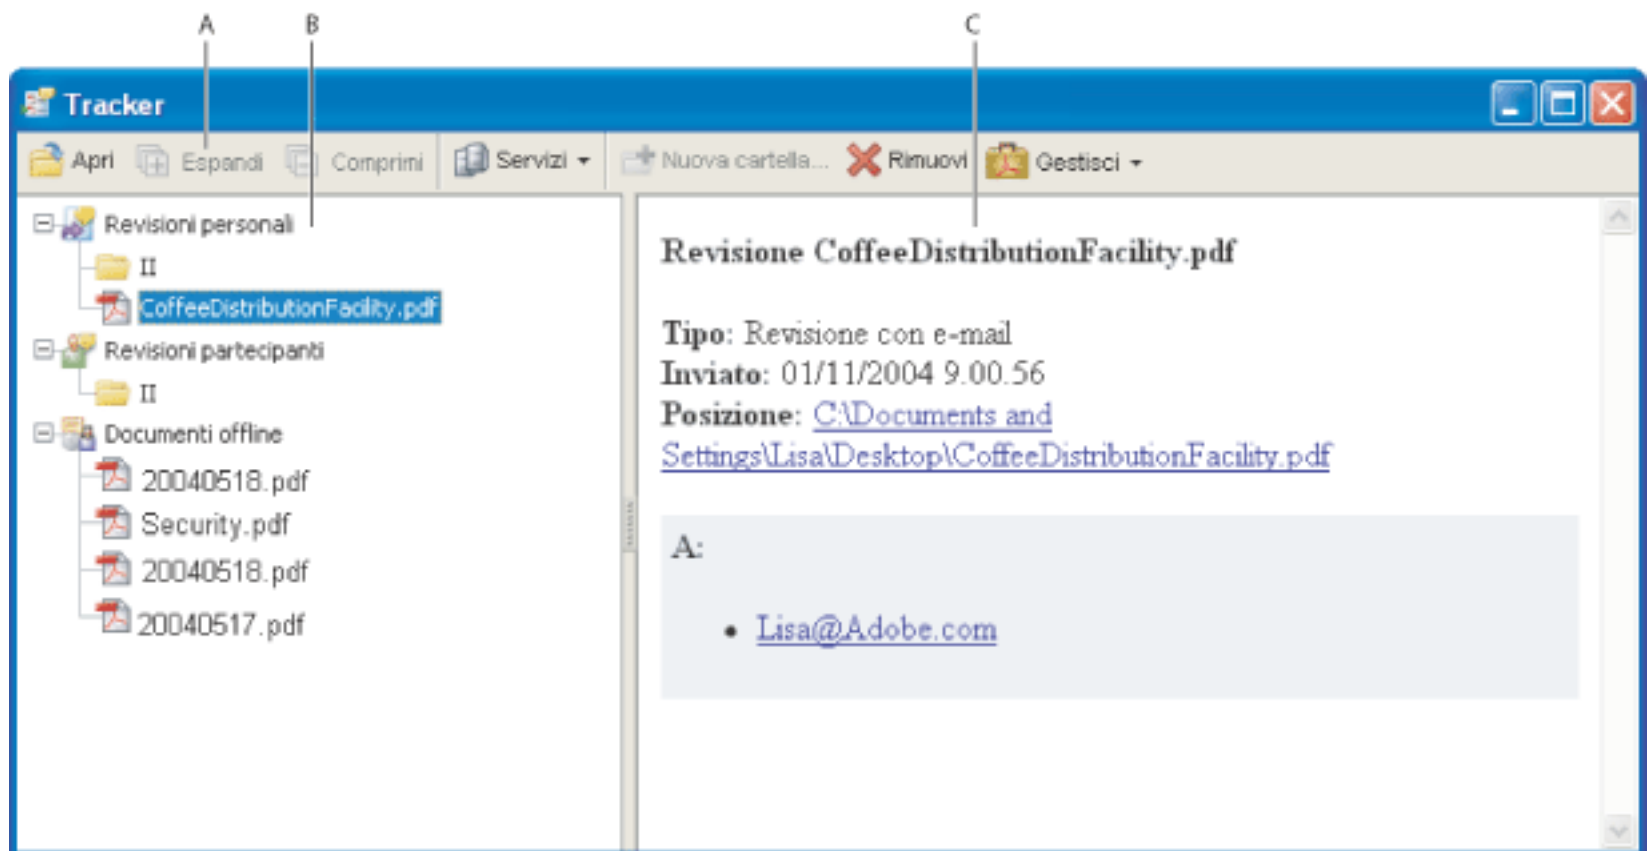 A B C
Tracker
Apri Espandi Comprimi Servizi Nuova cartella... Rimuovi Gestisci
Revisioni personali
II
CoffeeDistributionFacility.pdf
Revisioni partecipanti
II
Documenti offline
20040518.pdf
Security.pdf
20040518.pdf
20040517.pdf
Revisione CoffeeDistributionFacility.pdf
Tipo: Revisione con e-mail
Inviato: 01/11/2004 9.00.56
Posizione: C:\Documents and
Settings\Lisa\Desktop\CoffeeDistributionFacility.pdf
A:
• Lisa@Adobe.com